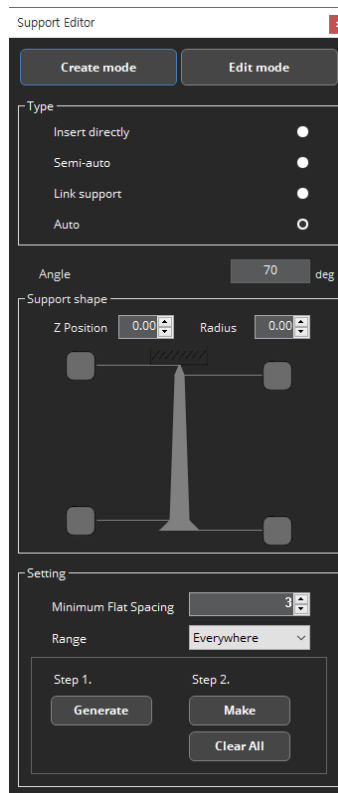 Support Editor
Create mode Edit mode
Type
Insert directly
Semi-auto
Link support
Auto
Angle 70 deg
Support shape
Z Position 0.00 Radius 0.00
Setting
Minimum Flat Spacing 3
Range Everywhere
Step 1. Step 2.
Generate Make
Clear All